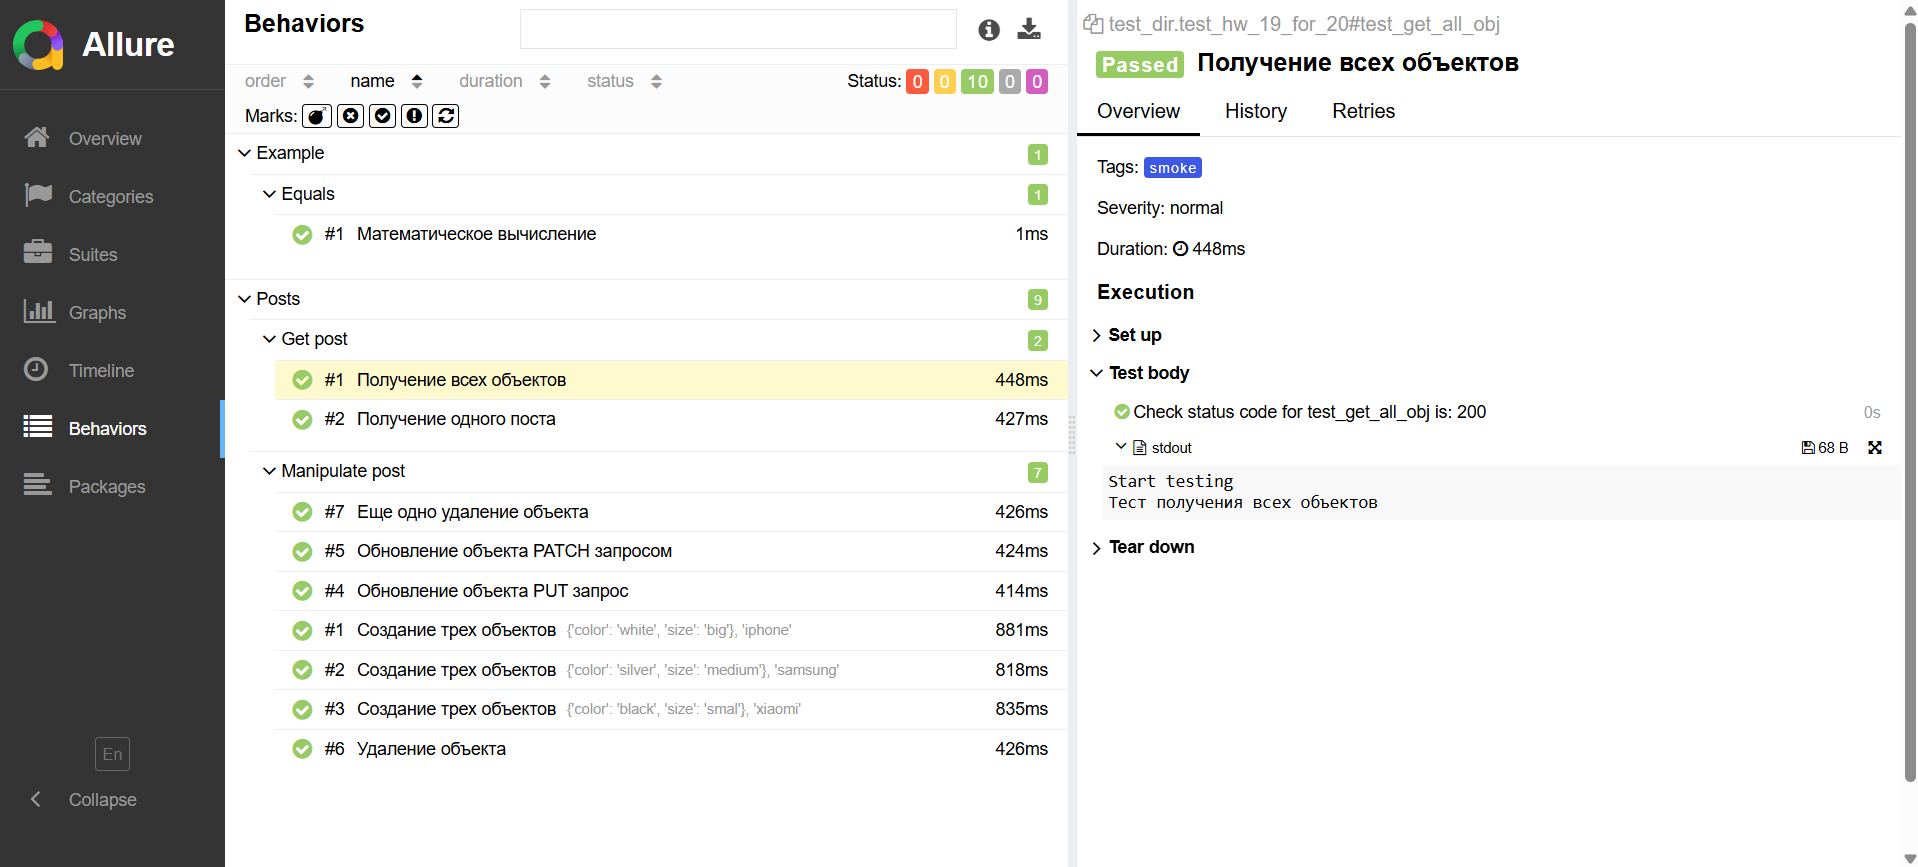 Allure
Overview
Categories
Suites
Graphs
Timeline
Behaviors
Packages
En
Collapse
Behaviors
order name duration status Status: 0 0 10 0 0
Marks:
Example 1
Equals 1
#1 Математическое вычисление 1ms
Posts 9
Get post 2
#1 Получение всех объектов 448ms
#2 Получение одного поста 427ms
Manipulate post 7
#7 Еще одно удаление объекта 426ms
#5 Обновление объекта PATCH запросом 424ms
#4 Обновление объекта PUT запрос 414ms
#1 Создание трех объектов {'color': 'white', 'size': 'big'}, 'iphone' 881ms
#2 Создание трех объектов {'color': 'silver', 'size': 'medium'}, 'samsung' 818ms
#3 Создание трех объектов {'color': 'black', 'size': 'smal'}, 'xiaomi' 835ms
#6 Удаление объекта 426ms
test_dir.test_hw_19_for_20#test_get_all_obj
Passed Получение всех объектов
Overview History Retries
Tags: smoke
Severity: normal
Duration: 448ms
Execution
Set up
Test body
Check status code for test_get_all_obj is: 200 0s
stdout 68 B
Start testing
Тест получения всех объектов
Tear down